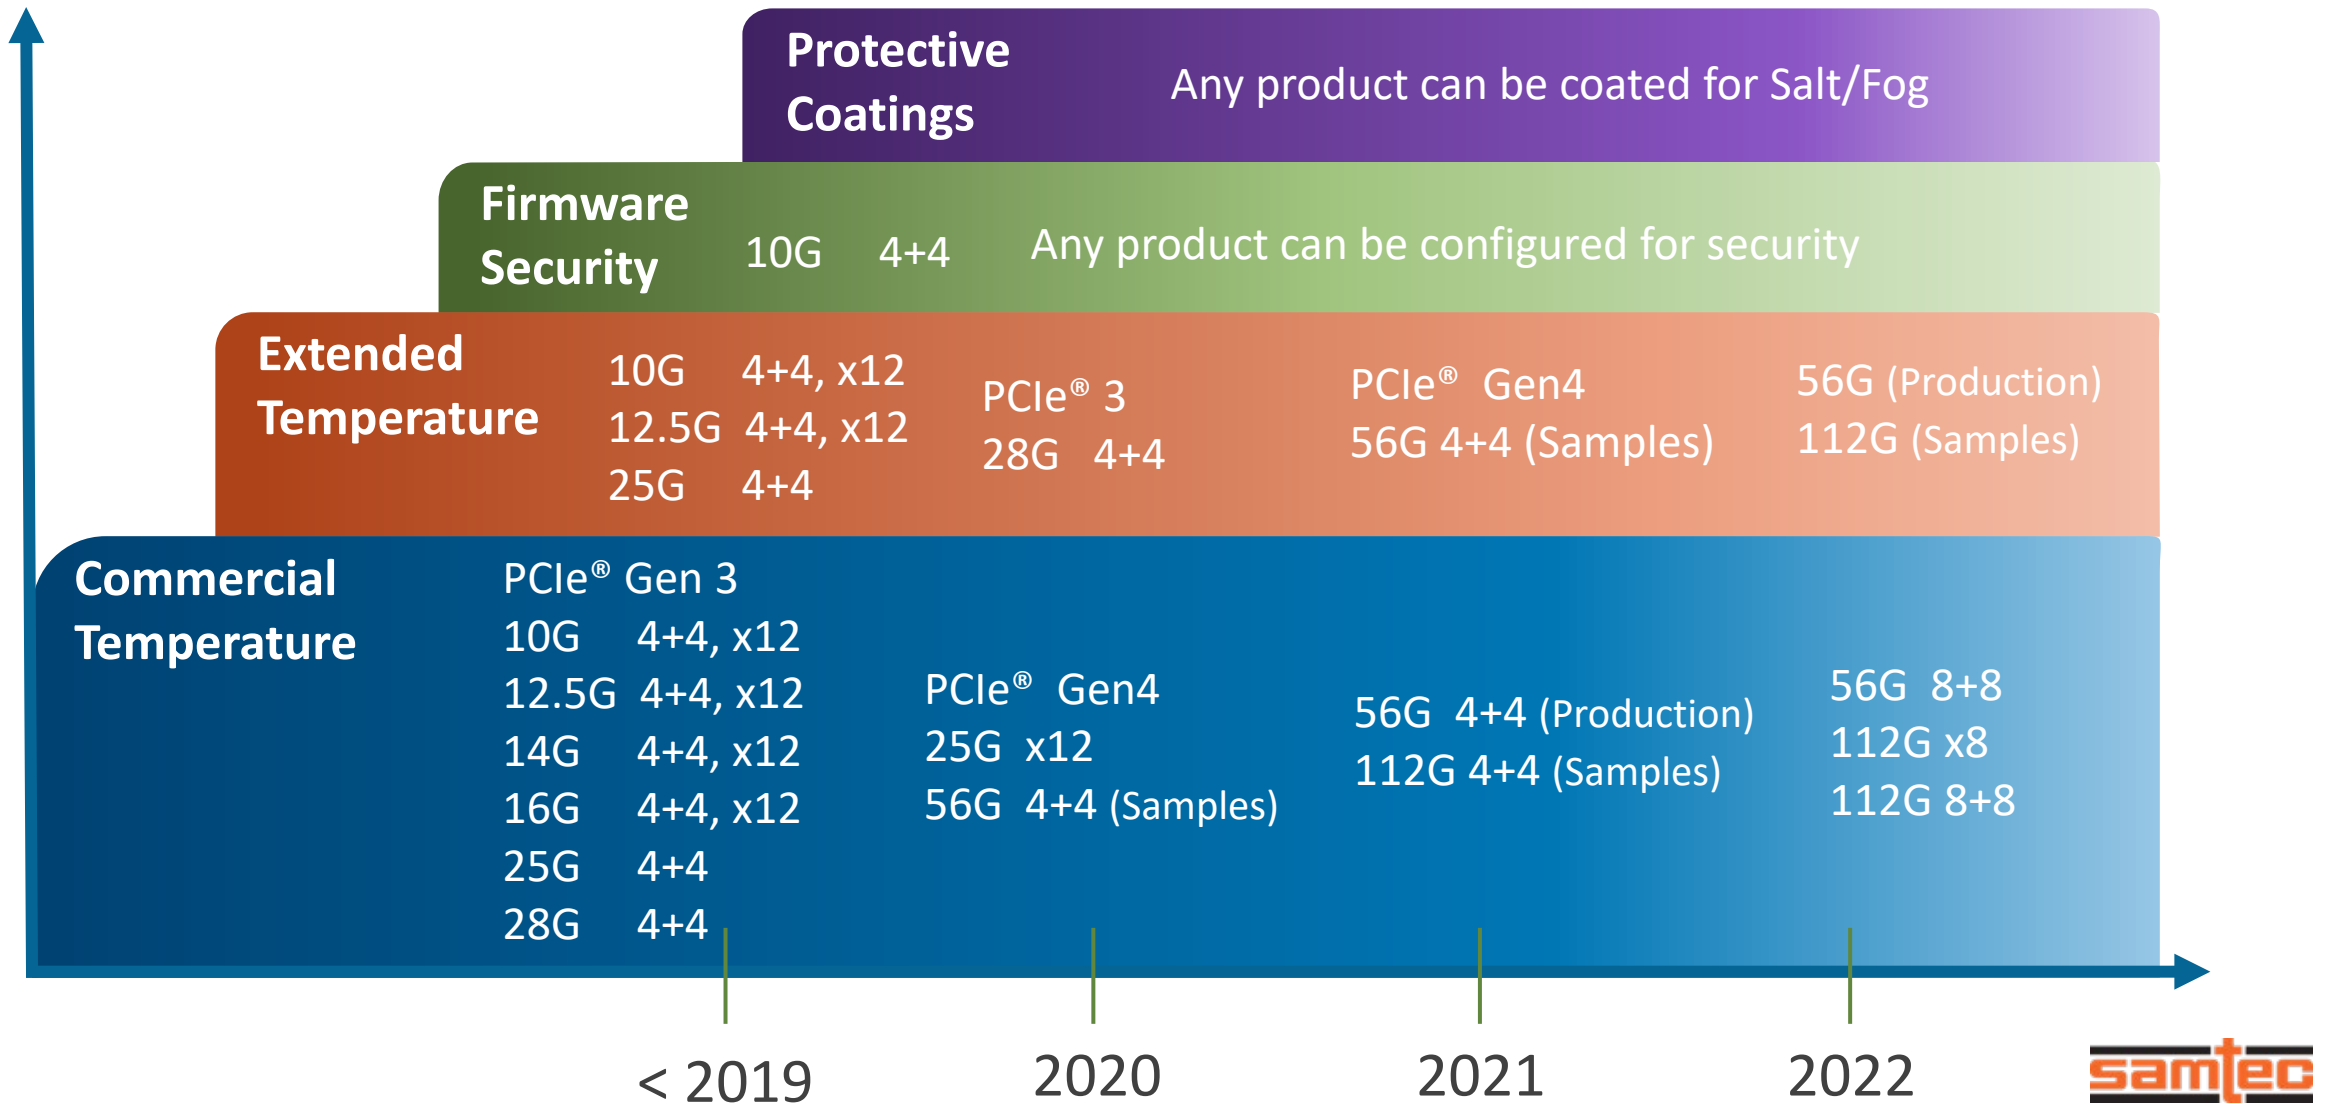 Protective
Coatings
Any product can be coated for Salt/Fog
Firmware
Security
10G 4+4
Any product can be configured for security
Extended
Temperature
10G 4+4, x12
12.5G 4+4, x12
25G 4+4
PCIe® 3
28G 4+4
PCIe® Gen4
56G 4+4 (Samples)
56G (Production)
112G (Samples)
Commercial
Temperature
PCIe® Gen 3
10G 4+4, x12
12.5G 4+4, x12
14G 4+4, x12
16G 4+4, x12
25G 4+4
28G 4+4
PCIe® Gen4
25G x12
56G 4+4 (Samples)
56G 4+4 (Production)
112G 4+4 (Samples)
56G 8+8
112G x8
112G 8+8
< 2019
2020
2021
2022
samtec